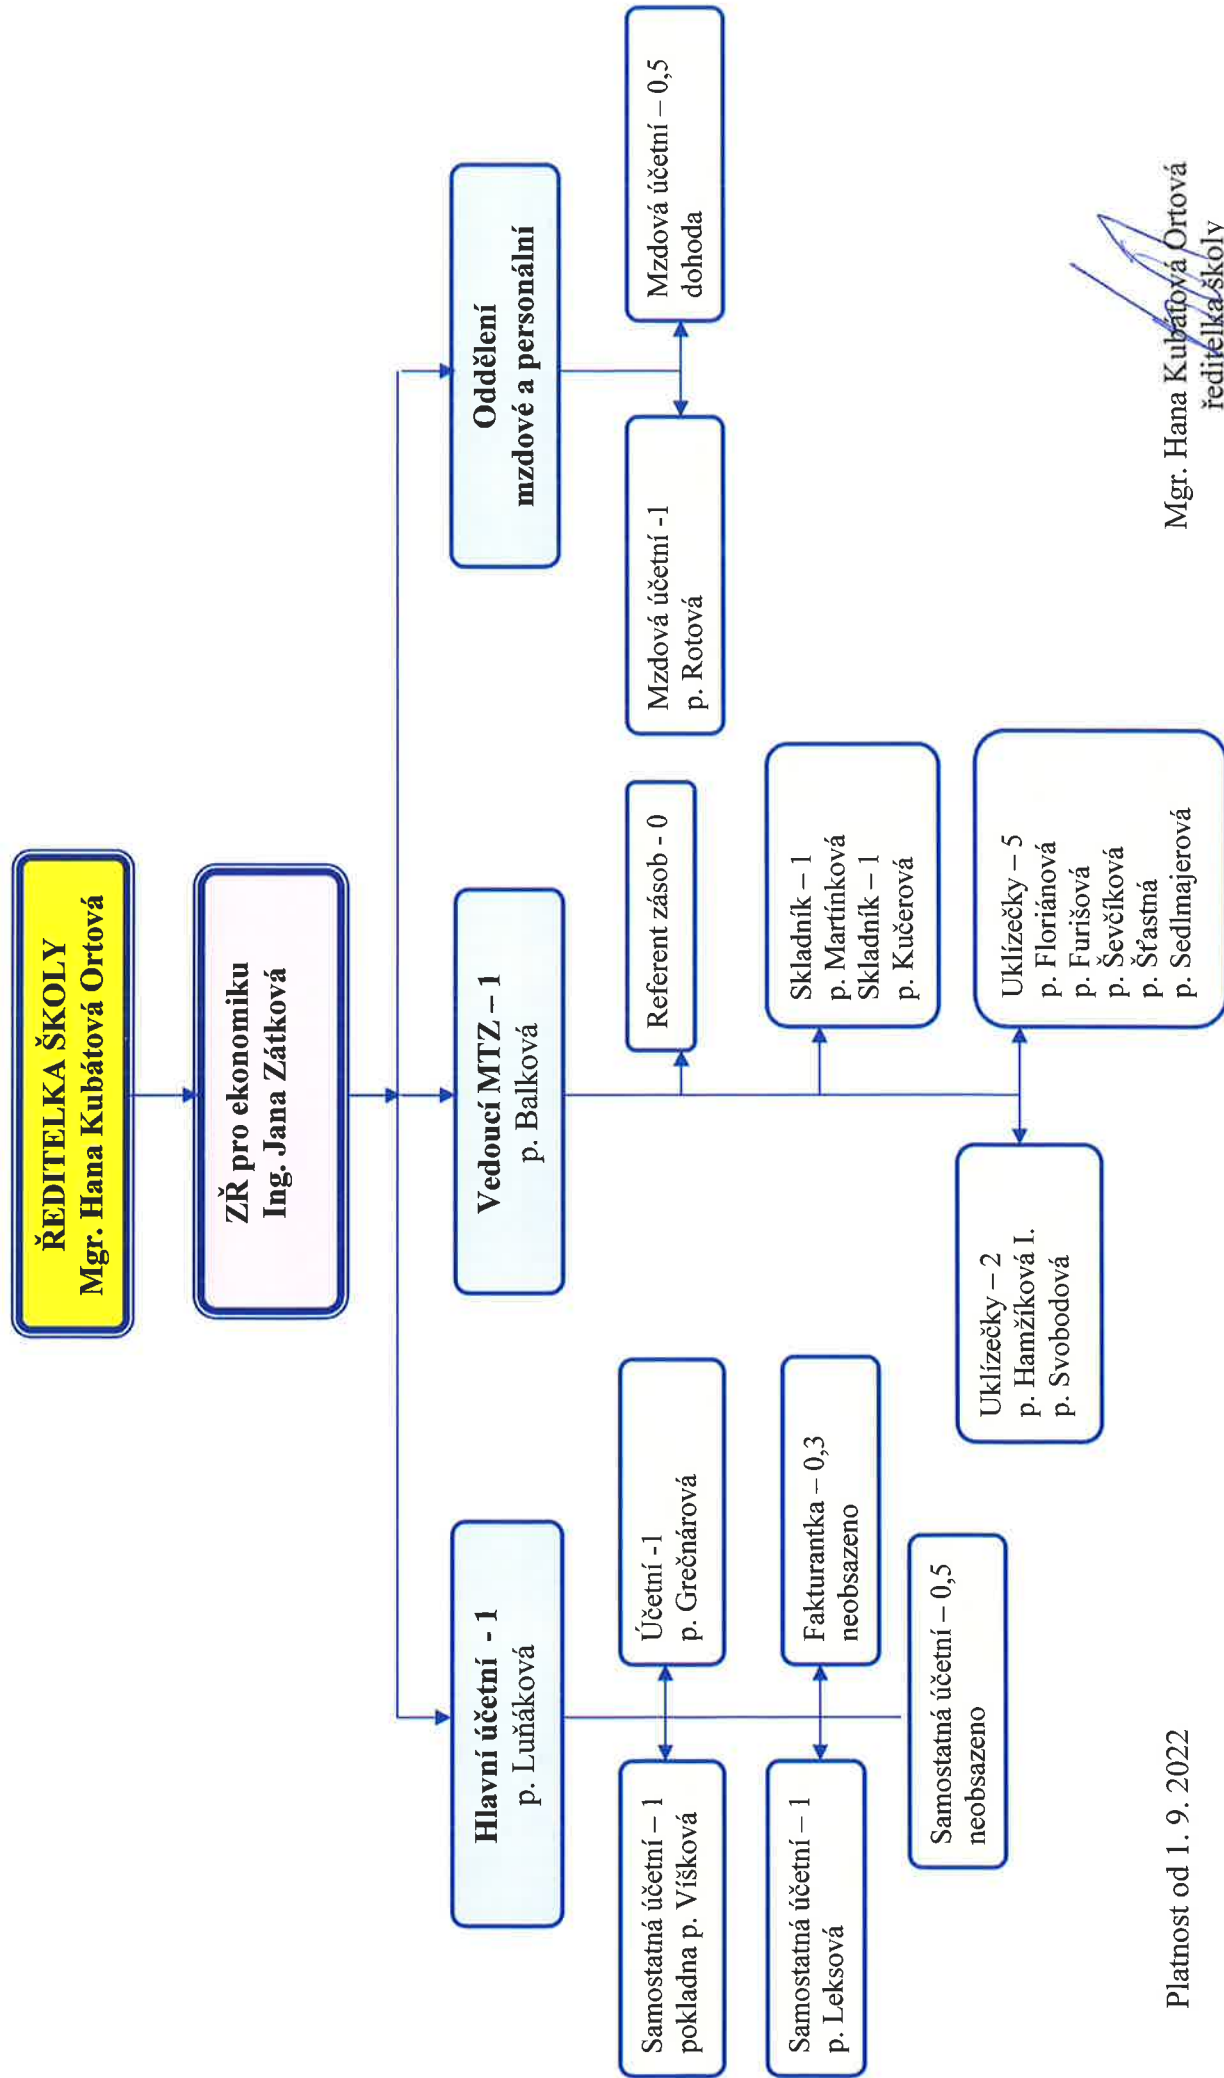 ŘEDITELKA ŠKOLY
Mgr. Hana Kubátová Ortová
ZŘ pro ekonomiku
Ing. Jana Zátková
Hlavní účetní - 1
p. Luňáková
Vedoucí MTZ – 1
p. Balková
Oddělení
mzdové a personální
Samostatná účetní – 1
pokladna p. Víšková
Účetní -1
p. Grečnárová
Samostatná účetní – 1
p. Leksová
Fakturantka – 0,3
neobsazeno
Samostatná účetní – 0,5
neobsazeno
Referent zásob - 0
Skladník – 1
p. Martínková
Skladník – 1
p. Kučerová
Uklízečky – 2
p. Hamžíková I.
p. Svobodová
Uklízečky – 5
p. Floriánová
p. Furišová
p. Ševčíková
p. Šťastná
p. Sedlmajerová
Mzdová účetní -1
p. Rotová
Mzdová účetní – 0,5
dohoda
Platnost od 1. 9. 2022
Mgr. Hana Kubátová Ortová
ředitelka školy